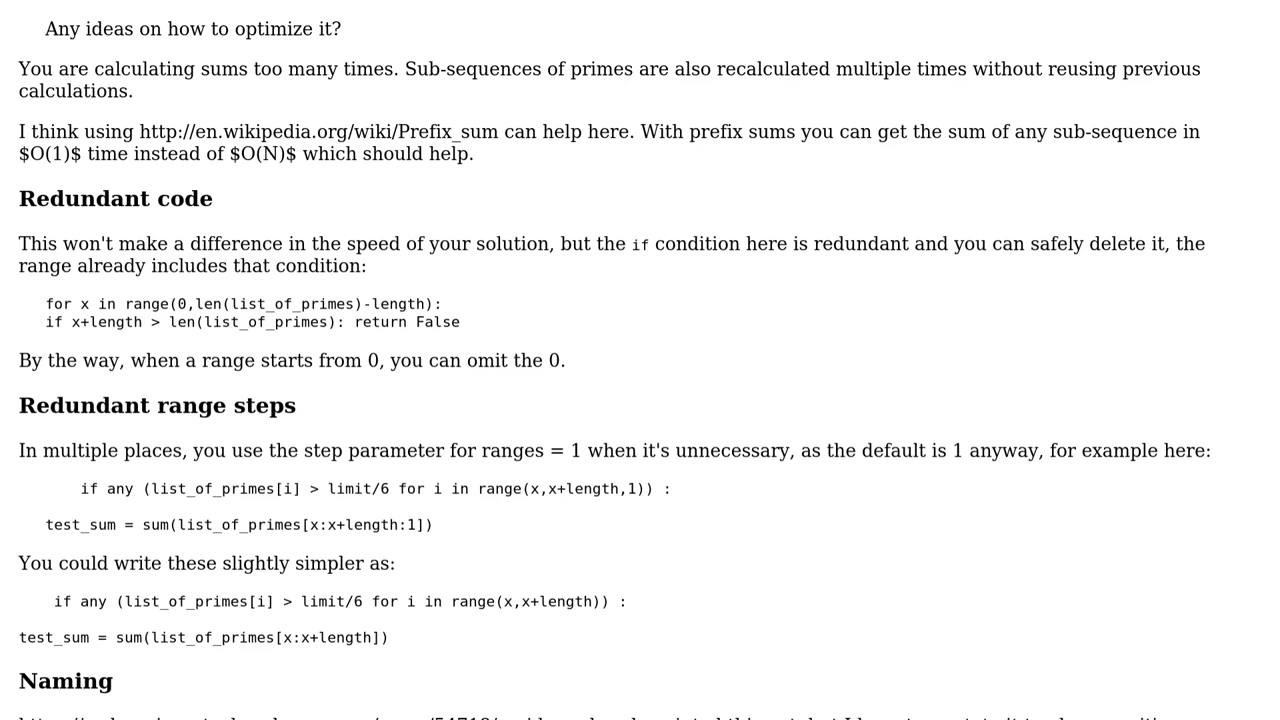 Any ideas on how to optimize it?
You are calculating sums too many times. Sub-sequences of primes are also recalculated multiple times without reusing previous
calculations.
I think using http://en.wikipedia.org/wiki/Prefix_sum can help here. With prefix sums you can get the sum of any sub-sequence in
$O(1)$ time instead of $O(N)$ which should help.
Redundant code
This won't make a difference in the speed of your solution, but the if condition here is redundant and you can safely delete it, the
range already includes that condition:
for x in range(0,len(list_of_primes)-length):
if x+length > len(list_of_primes): return False
By the way, when a range starts from 0, you can omit the 0.
Redundant range steps
In multiple places, you use the step parameter for ranges = 1 when it's unnecessary, as the default is 1 anyway, for example here:
if any (list_of_primes[i] > limit/6 for i in range(x,x+length,1)) :
test_sum = sum(list_of_primes[x:x+length:1])
You could write these slightly simpler as:
if any (list_of_primes[i] > limit/6 for i in range(x,x+length)) :
test_sum = sum(list_of_primes[x:x+length])
Naming